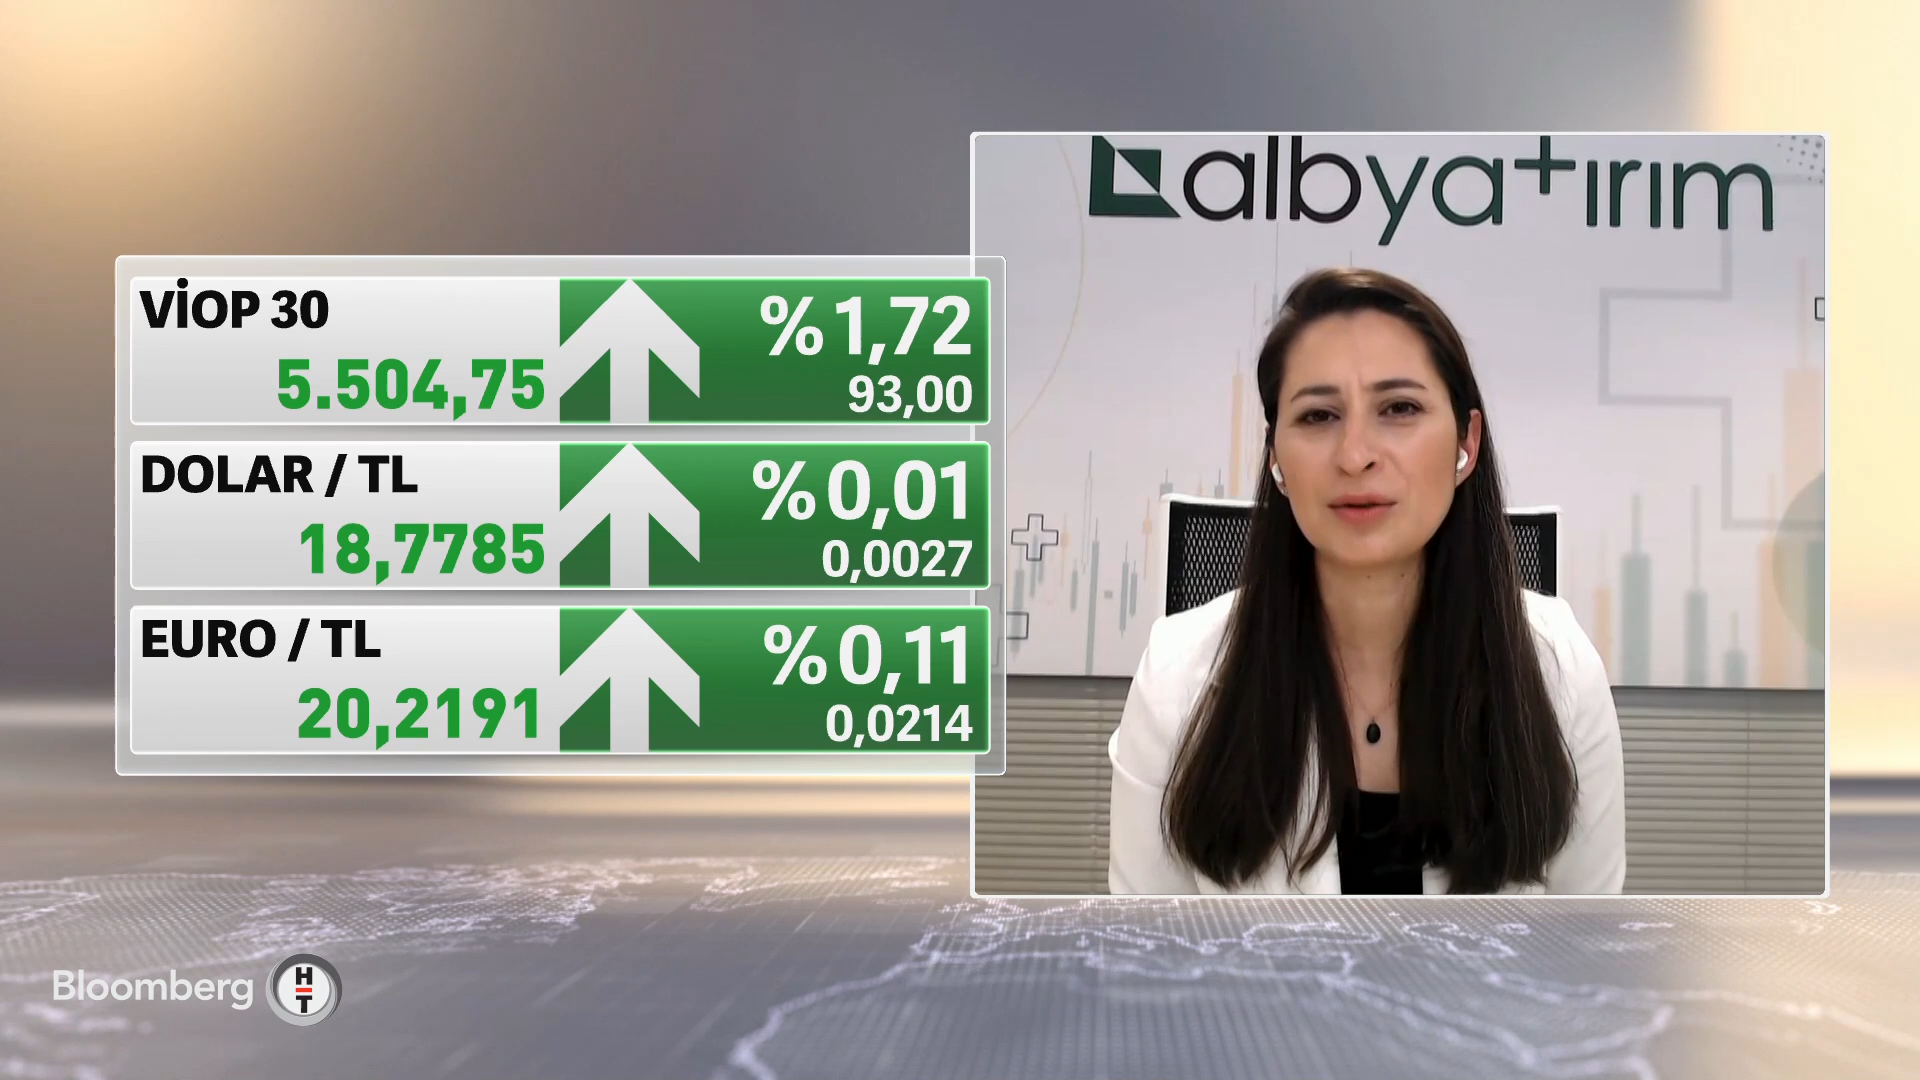 albyatırım
VİOP 30
5.504,75
%1,72
93,00
DOLAR / TL
18,7785
%0,01
0,0027
EURO / TL
20,2191
%0,11
0,0214
Bloomberg HT